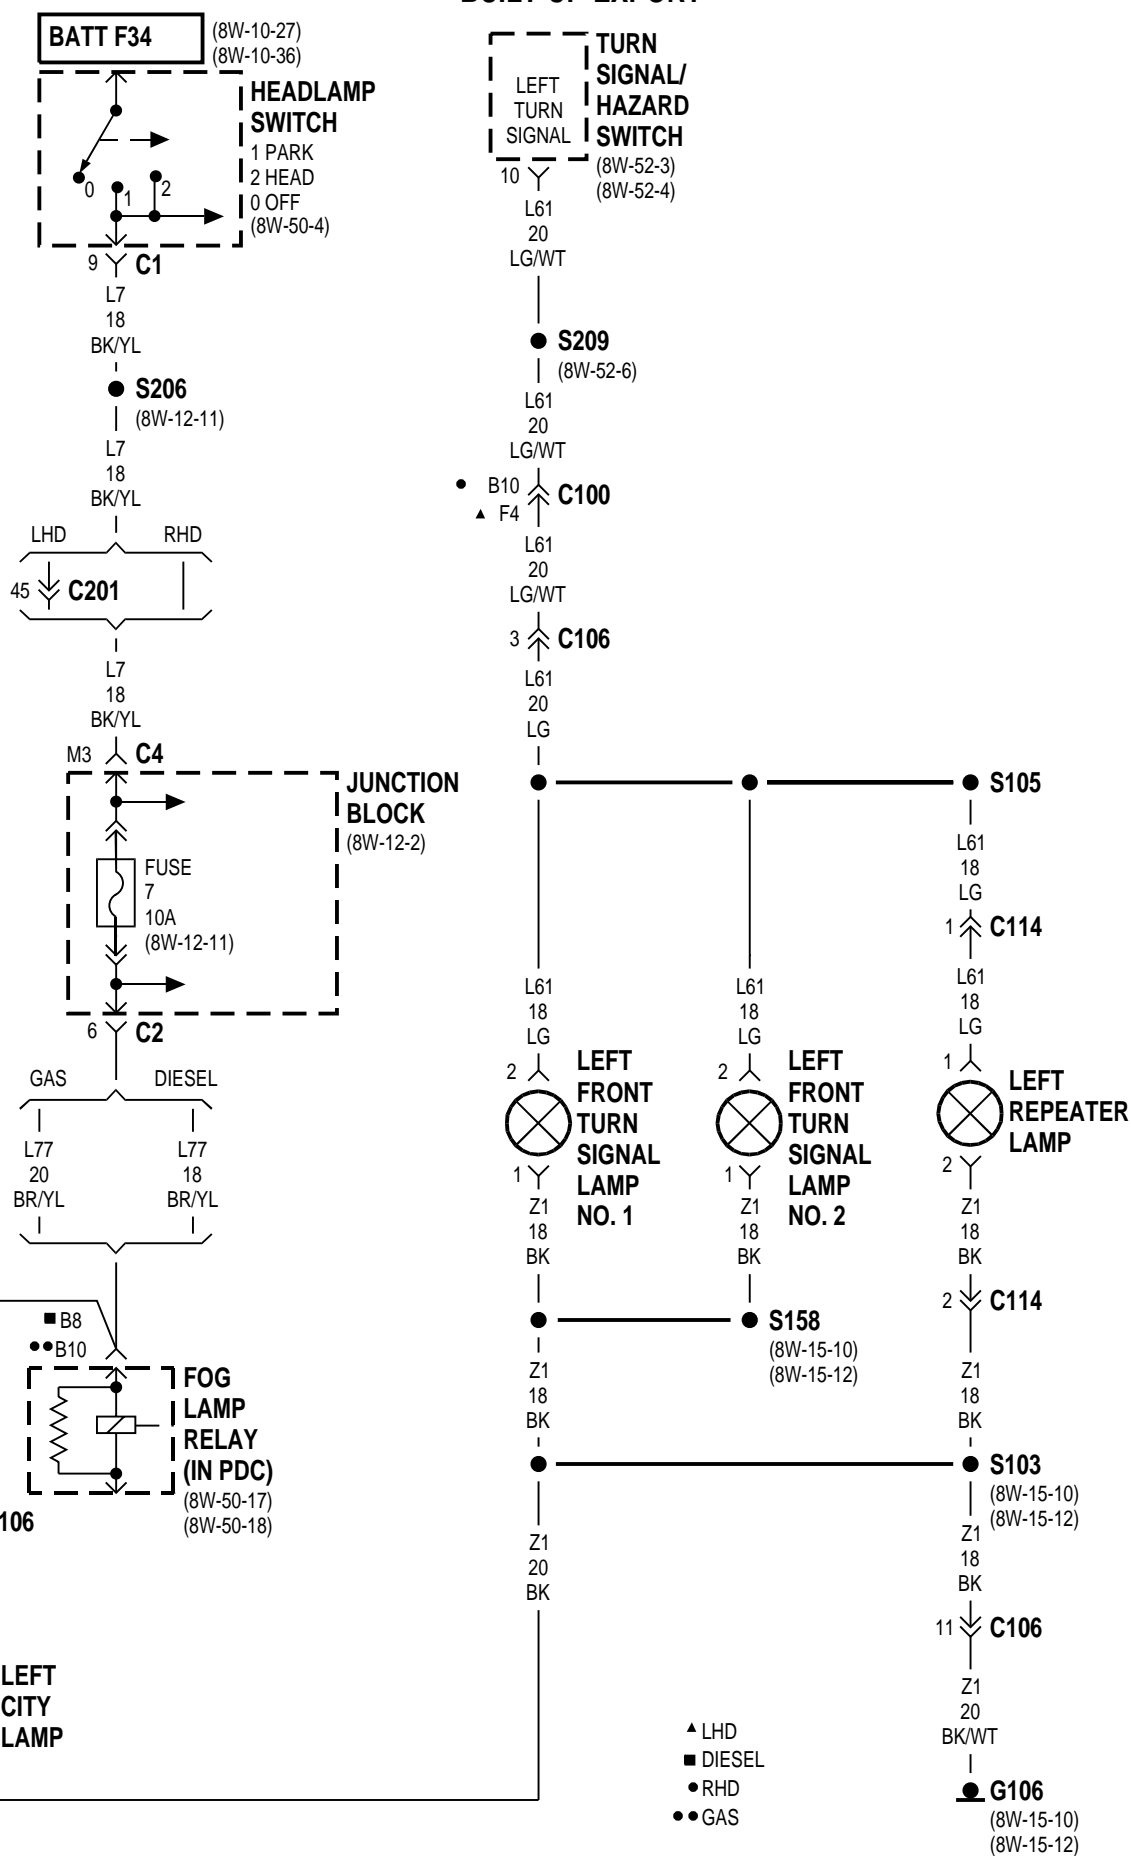 BATT F34
(8W-10-27)
(8W-10-36)
HEADLAMP
SWITCH
1 PARK
2 HEAD
0 OFF
(8W-50-4)
0
1
2
9
C1
L7
18
BK/YL
S206
(8W-12-11)
L7
18
BK/YL
LHD
RHD
45
C201
L7
18
BK/YL
M3
C4
JUNCTION
BLOCK
(8W-12-2)
FUSE
7
10A
(8W-12-11)
6
C2
GAS
DIESEL
L77
20
BR/YL
L77
18
BR/YL
B8
B10
FOG
LAMP
RELAY
(IN PDC)
(8W-50-17)
(8W-50-18)
106
LEFT
CITY
LAMP
TURN
SIGNAL/
HAZARD
SWITCH
(8W-52-3)
(8W-52-4)
LEFT
TURN
SIGNAL
10
L61
20
LG/WT
S209
(8W-52-6)
L61
20
LG/WT
B10
F4
C100
L61
20
LG/WT
3
C106
L61
20
LG
S105
L61
18
LG
1
C114
L61
18
LG
L61
18
LG
L61
18
LG
2
LEFT
FRONT
TURN
SIGNAL
LAMP
NO. 1
1
2
LEFT
FRONT
TURN
SIGNAL
LAMP
NO. 2
1
1
LEFT
REPEATER
LAMP
2
Z1
18
BK
Z1
18
BK
Z1
18
BK
2
C114
S158
(8W-15-10)
(8W-15-12)
Z1
18
BK
Z1
18
BK
S103
(8W-15-10)
(8W-15-12)
Z1
20
BK
Z1
18
BK
11
C106
Z1
20
BK/WT
G106
(8W-15-10)
(8W-15-12)
LHD
DIESEL
RHD
GAS